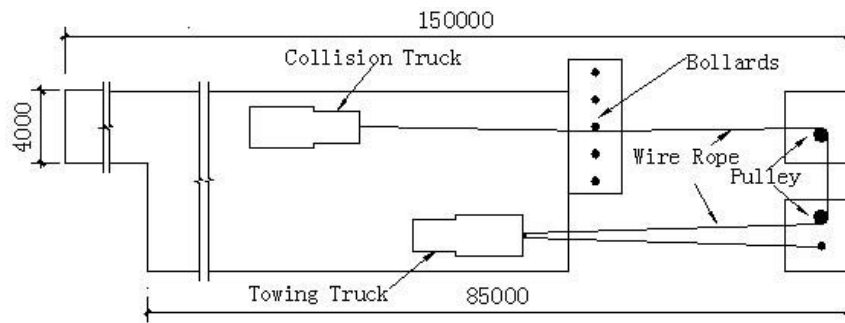 150000
Collision Truck
Bollards
4000
Wire Rope
Pulley
Towing Truck
85000